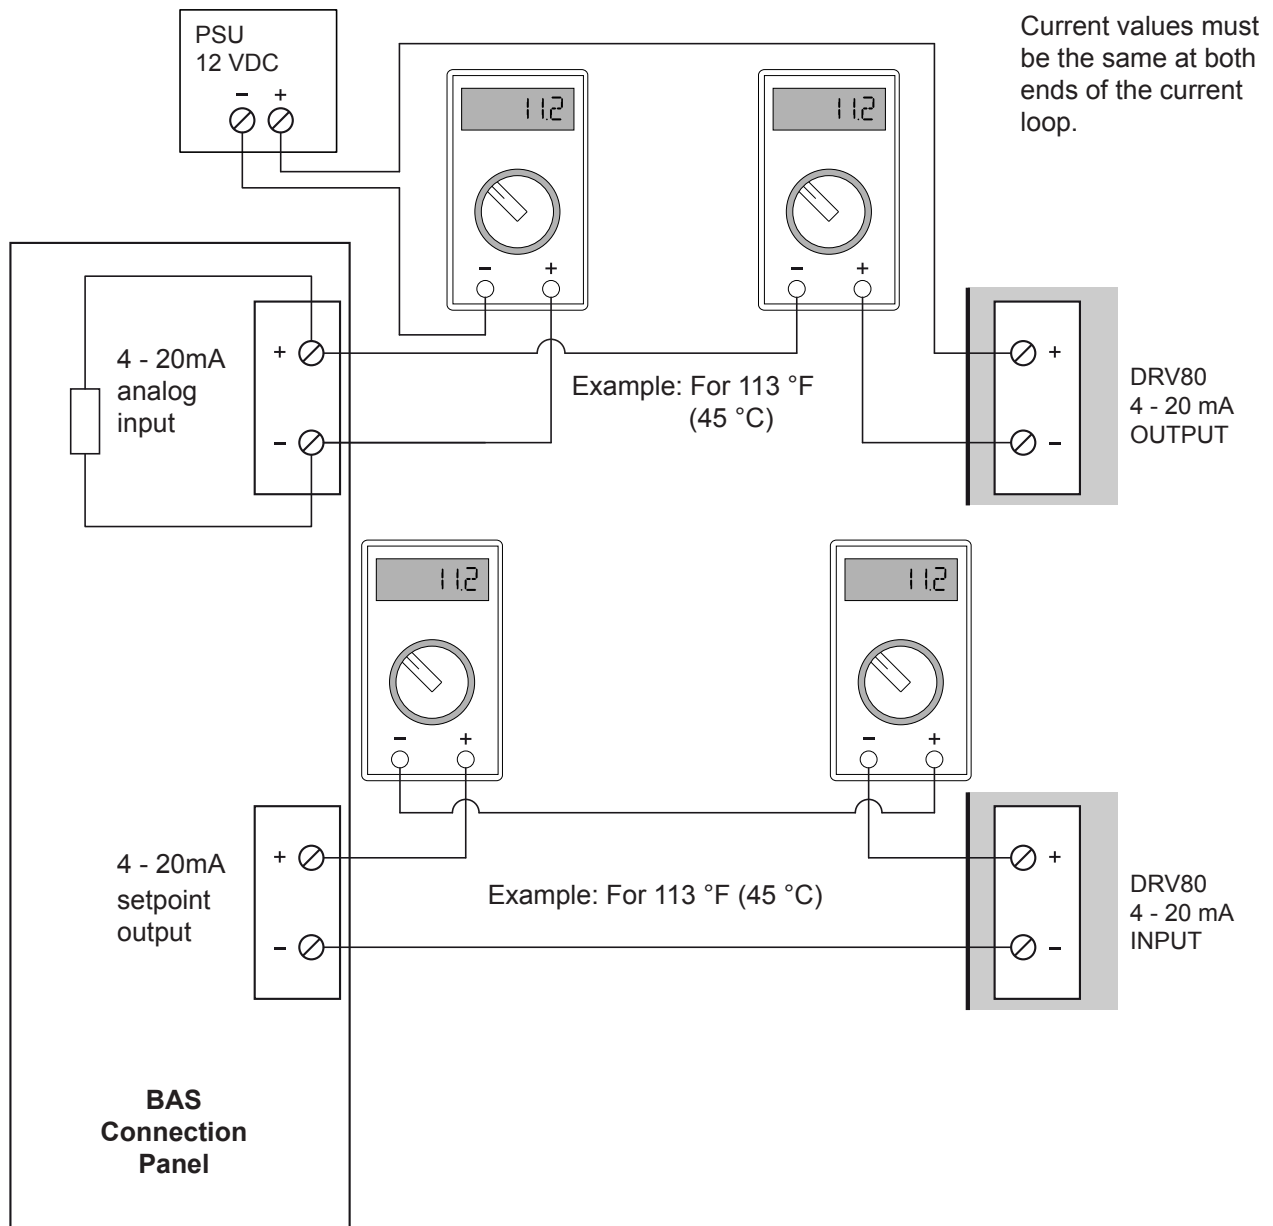 PSU
12 VDC
– +
Current values must
be the same at both
ends of the current
loop.
11.2
11.2
– +
– +
4 - 20mA
analog
input
+
–
Example: For 113 °F
(45 °C)
+
–
DRV80
4 - 20 mA
OUTPUT
11.2
11.2
– +
– +
4 - 20mA
setpoint
output
+
–
Example: For 113 °F (45 °C)
+
–
DRV80
4 - 20 mA
INPUT
BAS
Connection
Panel